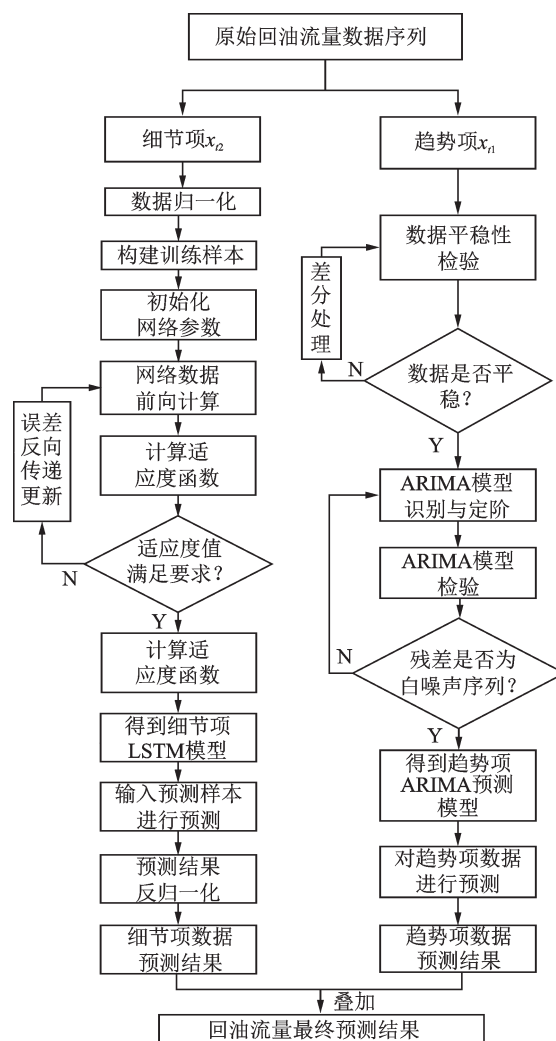 原始回油流量数据序列
细节项x_{t2}
数据归一化
构建训练样本
初始化
网络参数
网络数据
前向计算
误差
反向
传递
更新
计算适
应度函数
适应度值
满足要求？
N
Y
计算适
应度函数
得到细节项
LSTM模型
输入预测样本
进行预测
预测结果
反归一化
细节项数据
预测结果
趋势项x_{t1}
数据平稳性
检验
差
分
处
理
N
数据是否平
稳？
Y
ARIMA模型
识别与定阶
ARIMA模型
检验
N
残差是否为
白噪声序列？
Y
得到趋势项
ARIMA预测
模型
对趋势项数据
进行预测
趋势项数据
预测结果
叠加
回油流量最终预测结果